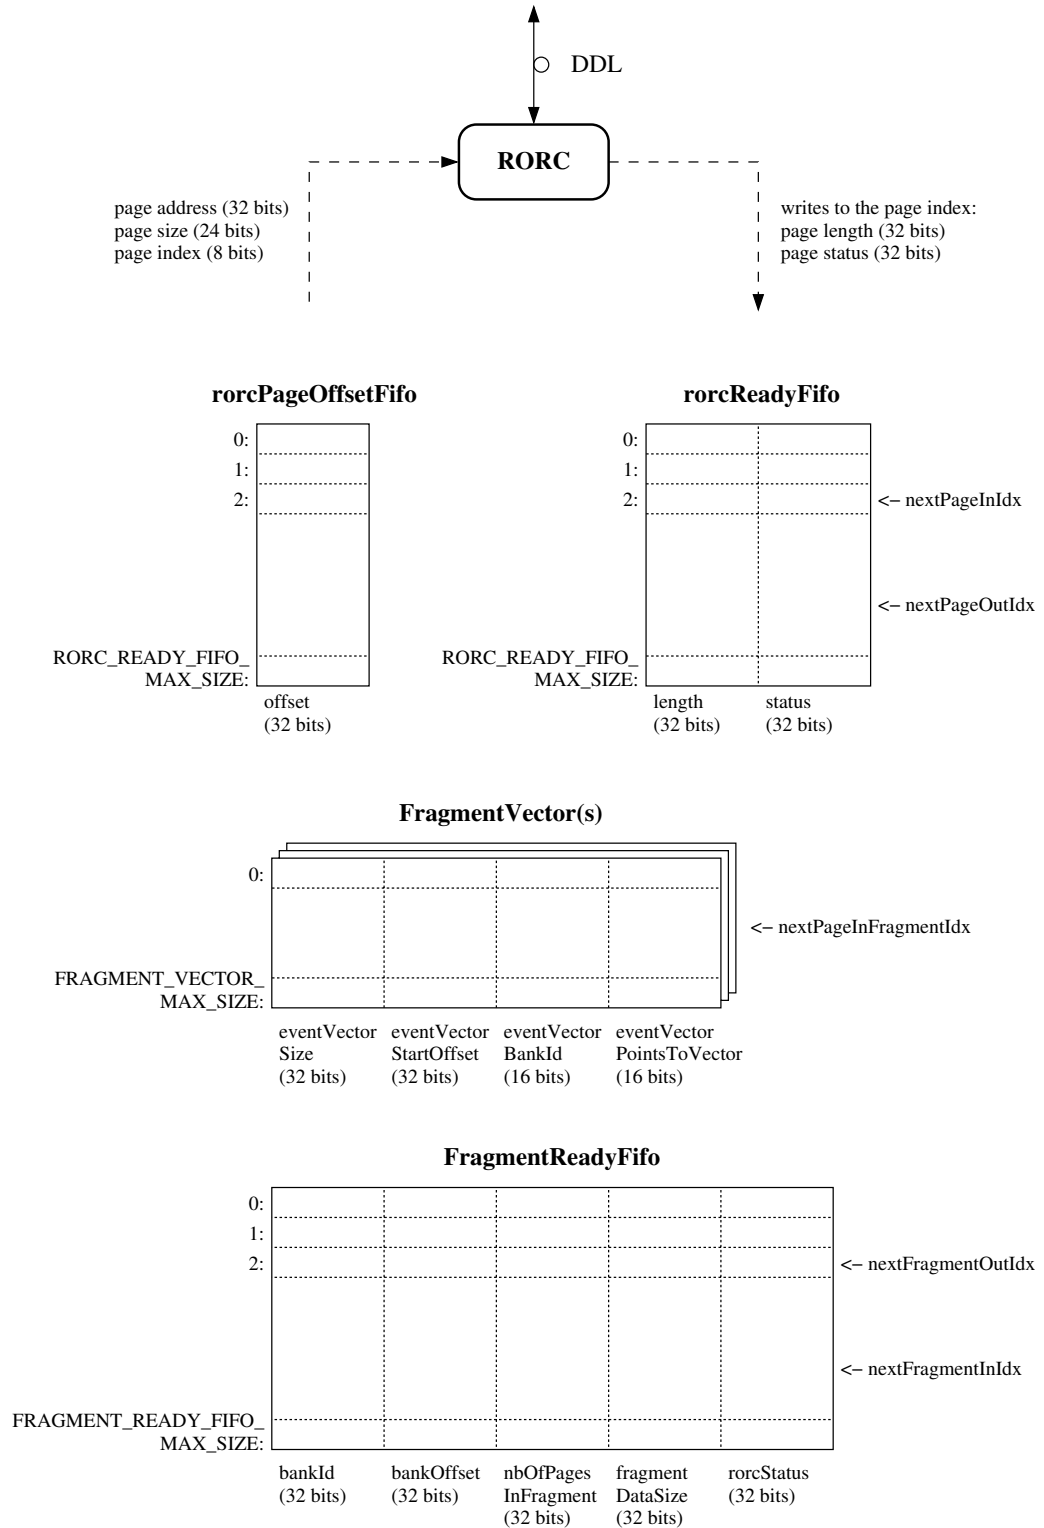 DDL
RORC
page address (32 bits)
page size (24 bits)
page index (8 bits)
writes to the page index:
page length (32 bits)
page status (32 bits)
rorcPageOffsetFifo
0:
1:
2:
RORC_READY_FIFO_
MAX_SIZE:
offset
(32 bits)
rorcReadyFifo
0:
1:
2:
<– nextPageInIdx
<– nextPageOutIdx
RORC_READY_FIFO_
MAX_SIZE:
length
(32 bits)
status
(32 bits)
FragmentVector(s)
0:
<– nextPageInFragmentIdx
FRAGMENT_VECTOR_
MAX_SIZE:
eventVector
Size
(32 bits)
eventVector
StartOffset
(32 bits)
eventVector
BankId
(16 bits)
eventVector
PointsToVector
(16 bits)
FragmentReadyFifo
0:
1:
2:
<– nextFragmentOutIdx
<– nextFragmentInIdx
FRAGMENT_READY_FIFO_
MAX_SIZE:
bankId
(32 bits)
bankOffset
(32 bits)
nbOfPages
InFragment
(32 bits)
fragment
DataSize
(32 bits)
rorcStatus
(32 bits)